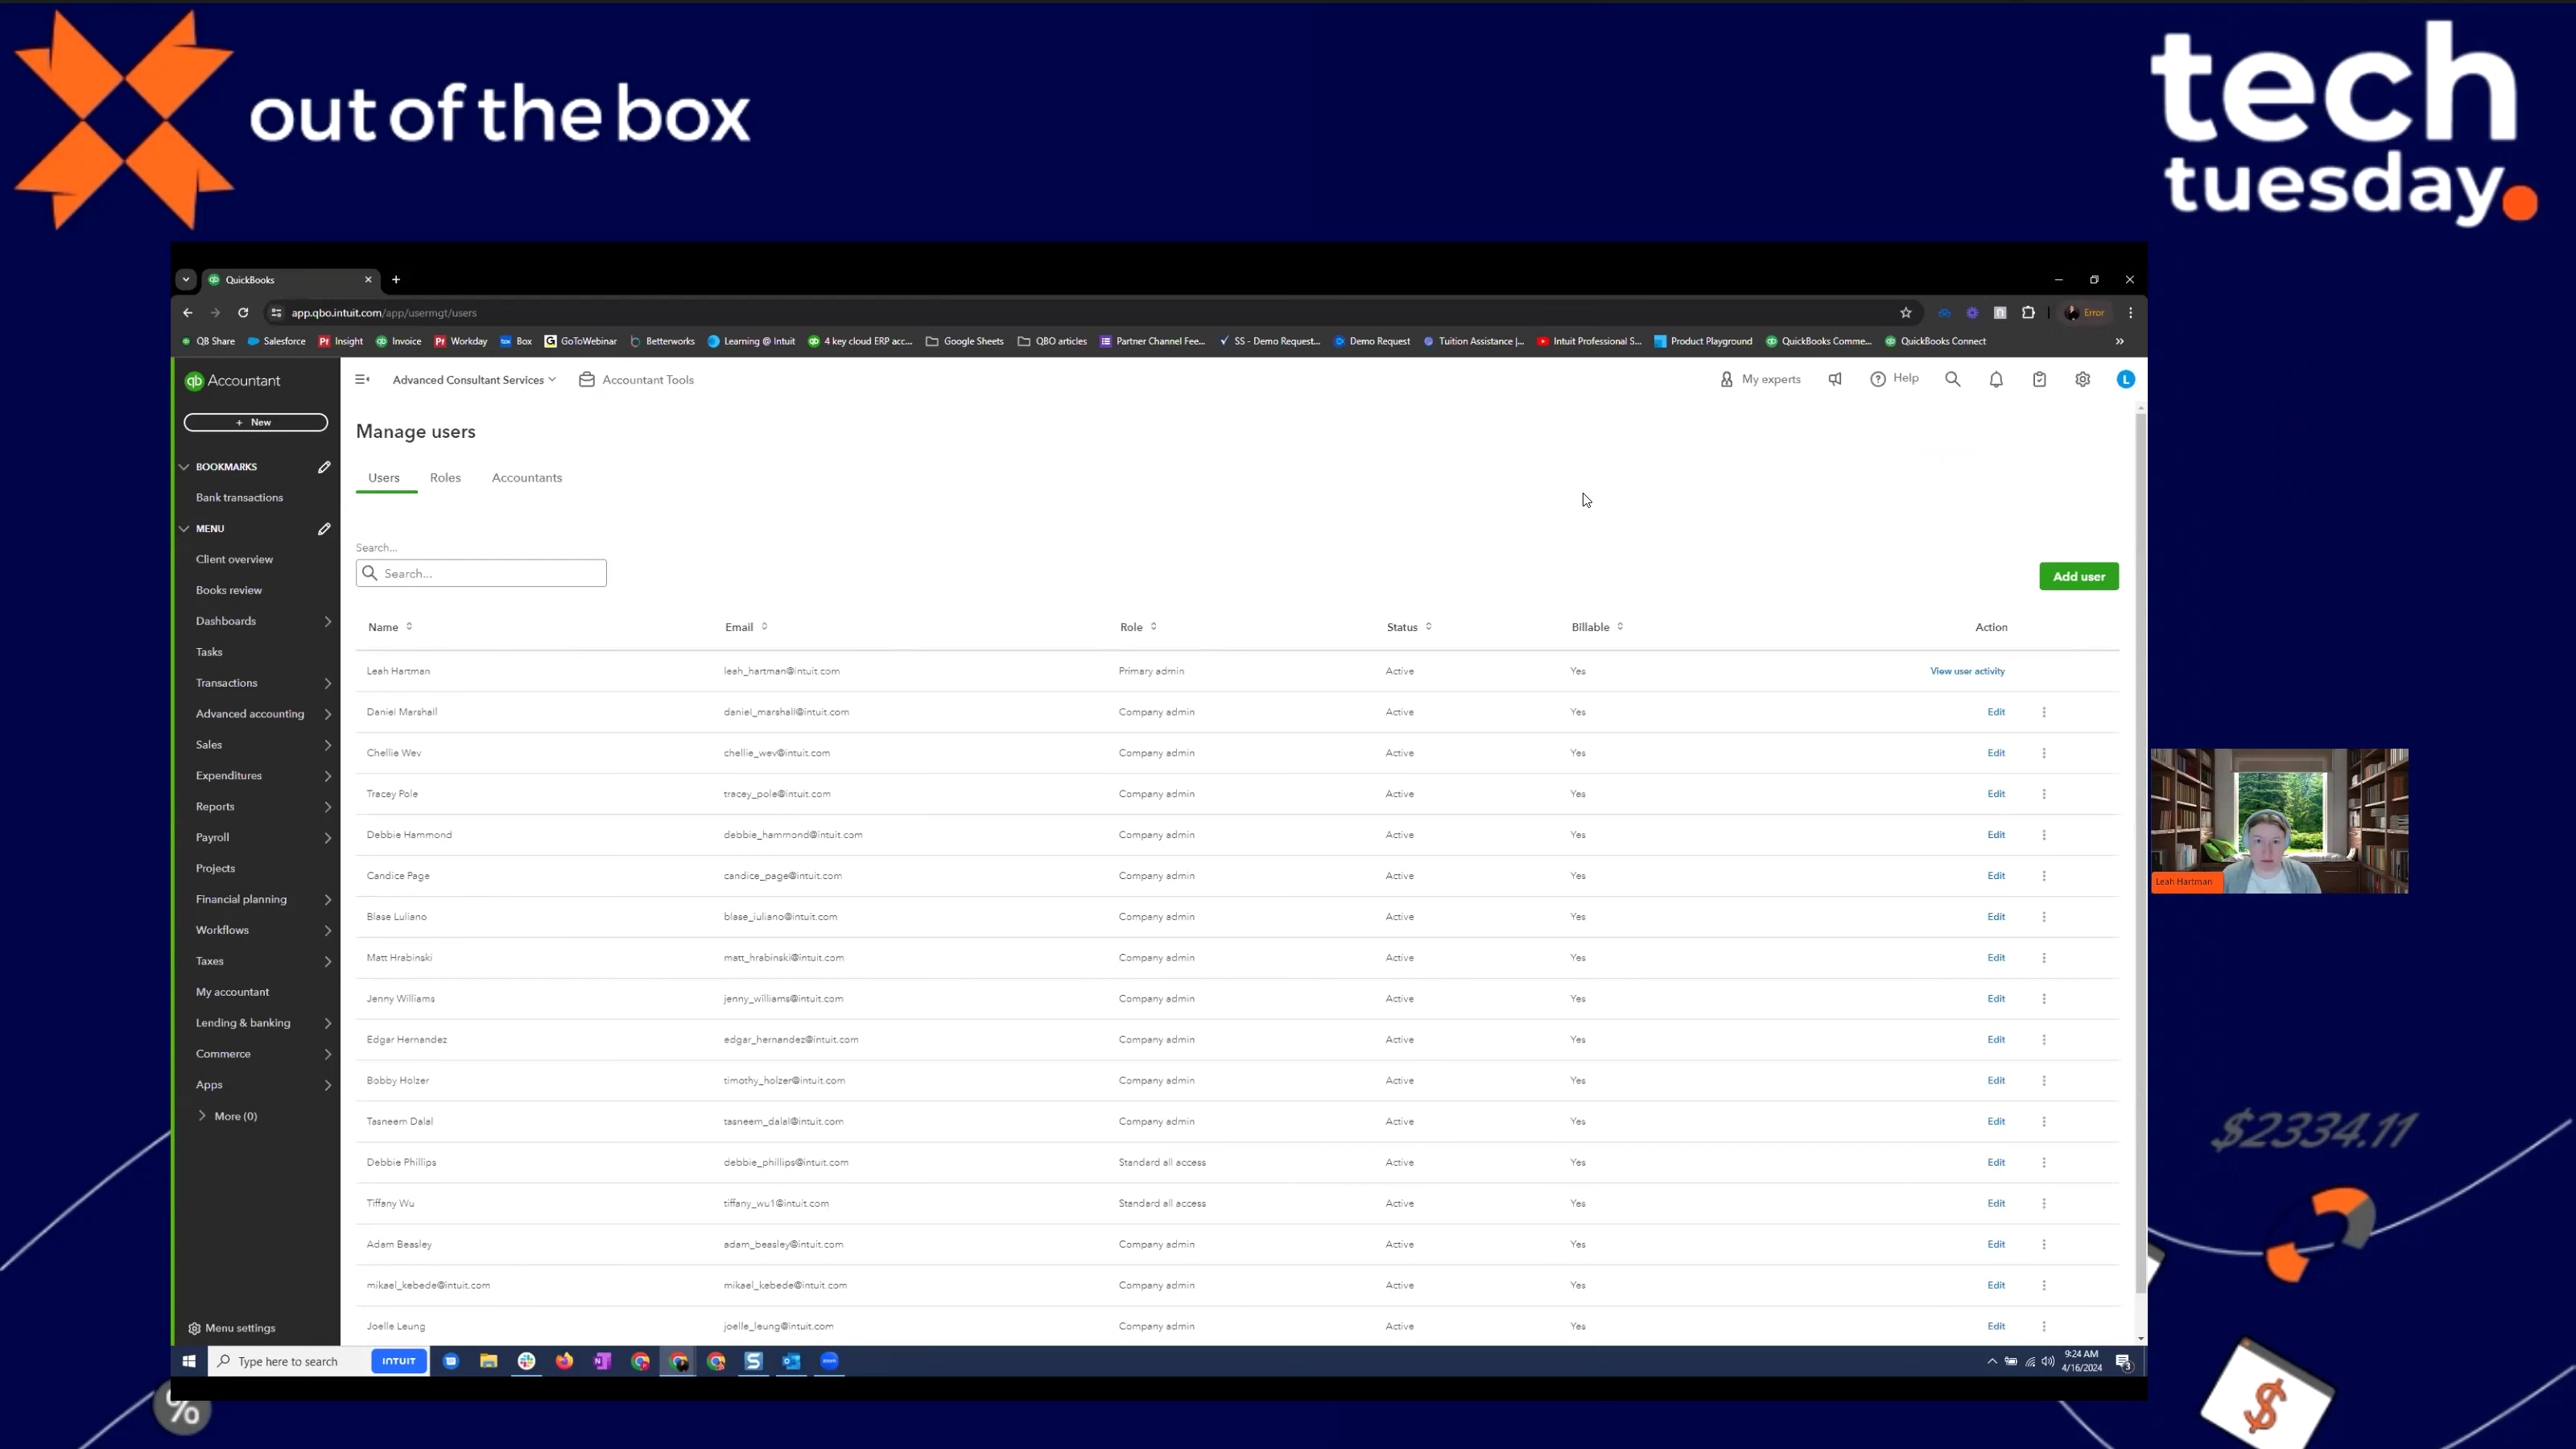 out of the box
tech
tuesday.
QuickBooks
app.qbo.intuit.com/app/usermgt/users
Error
QB Share Salesforce Insight Invoice Workday Box GoToWebinar Betterworks Learning @ Intuit 4 key cloud ERP acc... Google Sheets QBO articles Partner Channel Fee... SS - Demo Request... Demo Request Tuition Assistance |... Intuit Professional S... Product Playground QuickBooks Comme... QuickBooks Connect
qb Accountant
Advanced Consultant Services Accountant Tools My experts Help L
+ New
BOOKMARKS
Bank transactions
MENU
Client overview
Books review
Dashboards
Tasks
Transactions
Advanced accounting
Sales
Expenditures
Reports
Payroll
Projects
Financial planning
Workflows
Taxes
My accountant
Lending & banking
Commerce
Apps
More (0)
Menu settings
Manage users
Users Roles Accountants
Search...
Search...
Add user
Name Email Role Status Billable Action
Leah Hartman leah_hartman@intuit.com Primary admin Active Yes View user activity
Daniel Marshall daniel_marshall@intuit.com Company admin Active Yes Edit
Chellie Wev chellie_wev@intuit.com Company admin Active Yes Edit
Tracey Pole tracey_pole@intuit.com Company admin Active Yes Edit
Debbie Hammond debbie_hammond@intuit.com Company admin Active Yes Edit
Candice Page candice_page@intuit.com Company admin Active Yes Edit
Blase Luliano blase_iuliano@intuit.com Company admin Active Yes Edit
Matt Hrabinski matt_hrabinski@intuit.com Company admin Active Yes Edit
Jenny Williams jenny_williams@intuit.com Company admin Active Yes Edit
Edgar Hernandez edgar_hernandez@intuit.com Company admin Active Yes Edit
Bobby Holzer timothy_holzer@intuit.com Company admin Active Yes Edit
Tasneem Dalal tasneem_dalal@intuit.com Company admin Active Yes Edit
Debbie Phillips debbie_phillips@intuit.com Standard all access Active Yes Edit
Tiffany Wu tiffany_wu1@intuit.com Standard all access Active Yes Edit
Adam Beasley adam_beasley@intuit.com Company admin Active Yes Edit
mikael_kebede@intuit.com mikael_kebede@intuit.com Company admin Active Yes Edit
Joelle Leung joelle_leung@intuit.com Company admin Active Yes Edit
Leah Hartman
Type here to search INTUIT
9:24 AM
4/16/2024
3
$2334.11
%
$